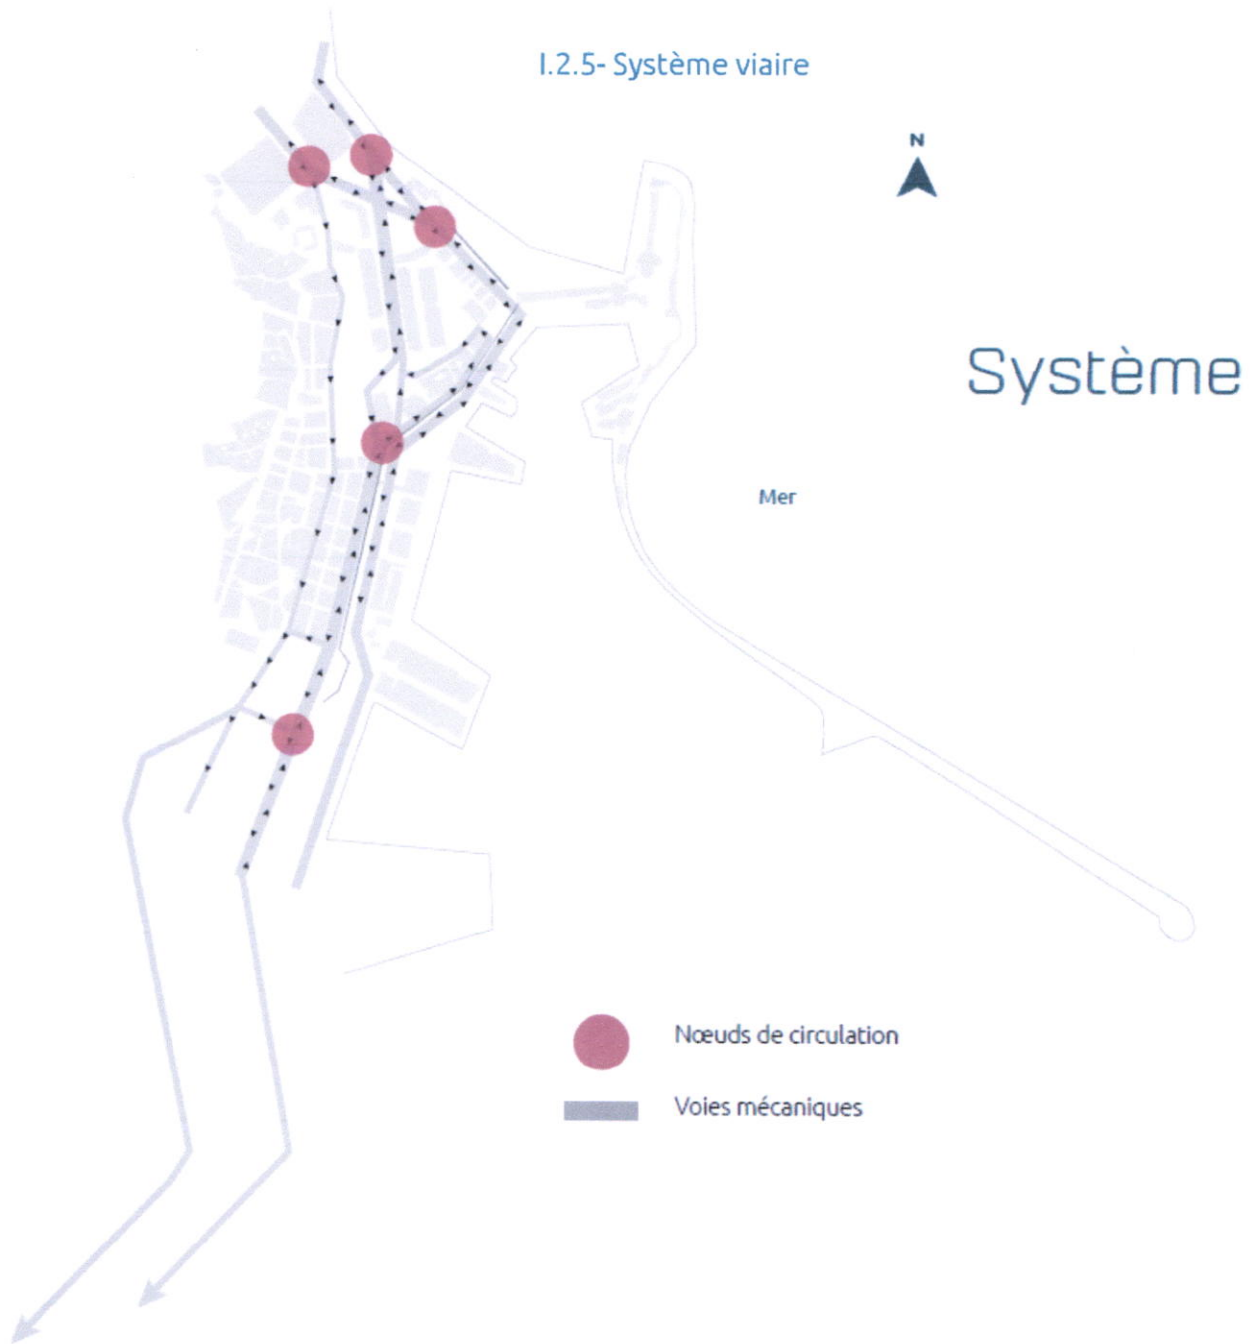 I.2.5- Système viaire
N
Système
Mer
Nœuds de circulation
Voies mécaniques